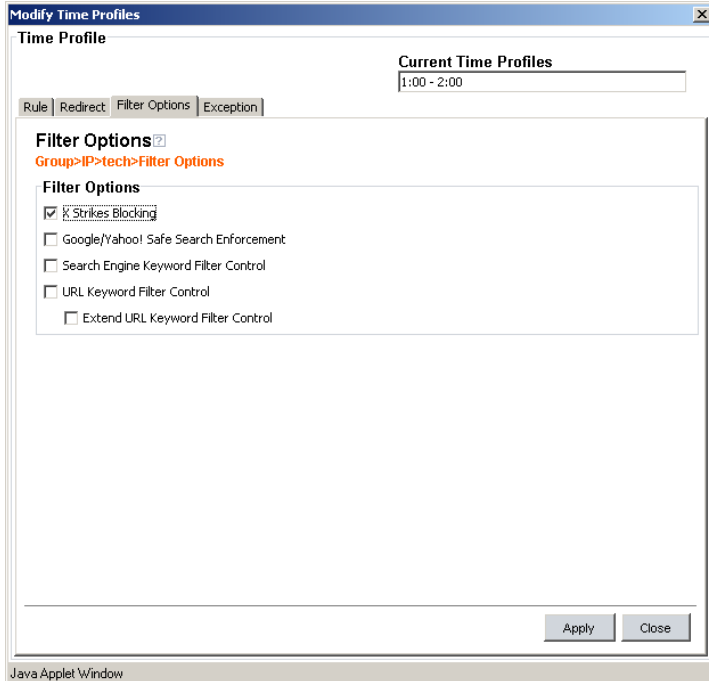 Modify Time Profiles
Time Profile
Current Time Profiles
1:00 - 2:00
Rule Redirect Filter Options Exception
Filter Options
Group>IP>tech>Filter Options
Filter Options
X Strikes Blocking
Google/Yahoo! Safe Search Enforcement
Search Engine Keyword Filter Control
URL Keyword Filter Control
Extend URL Keyword Filter Control
Apply Close
Java Applet Window